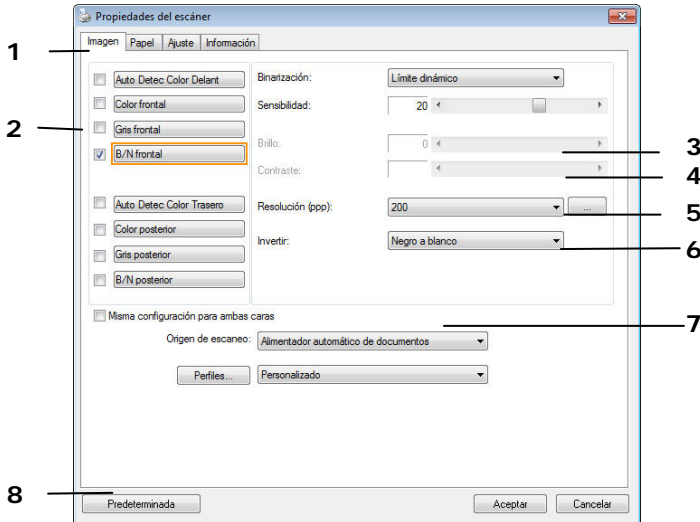 Propiedades del escáner
Imagen Papel Ajuste Información
1
Auto Detec Color Delant
Color frontal
2
Gris frontal
B/N frontal
Auto Detec Color Trasero
Color posterior
Gris posterior
B/N posterior
Binarización: Límite dinámico
Sensibilidad: 20
Brillo: 0
3
Contraste:
4
Resolución (ppp): 200 ...
5
Invertir: Negro a blanco
6
Misma configuración para ambas caras
7
Origen de escaneo: Alimentador automático de documentos
Perfiles... Personalizado
8
Predeterminada Aceptar Cancelar